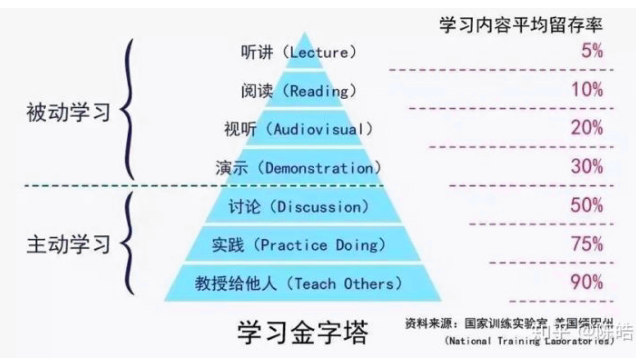 学习内容平均留存率
听讲（Lecture） 5%
阅读（Reading） 10%
被动学习
视听（Audiovisual） 20%
演示（Demonstration） 30%
讨论（Discussion） 50%
主动学习
实践（Practice Doing） 75%
教授给他人（Teach Others） 90%
学习金字塔
资料来源：国家训练实验室 美国缅因州
（National Training Laboratories）
知乎 @陈皓